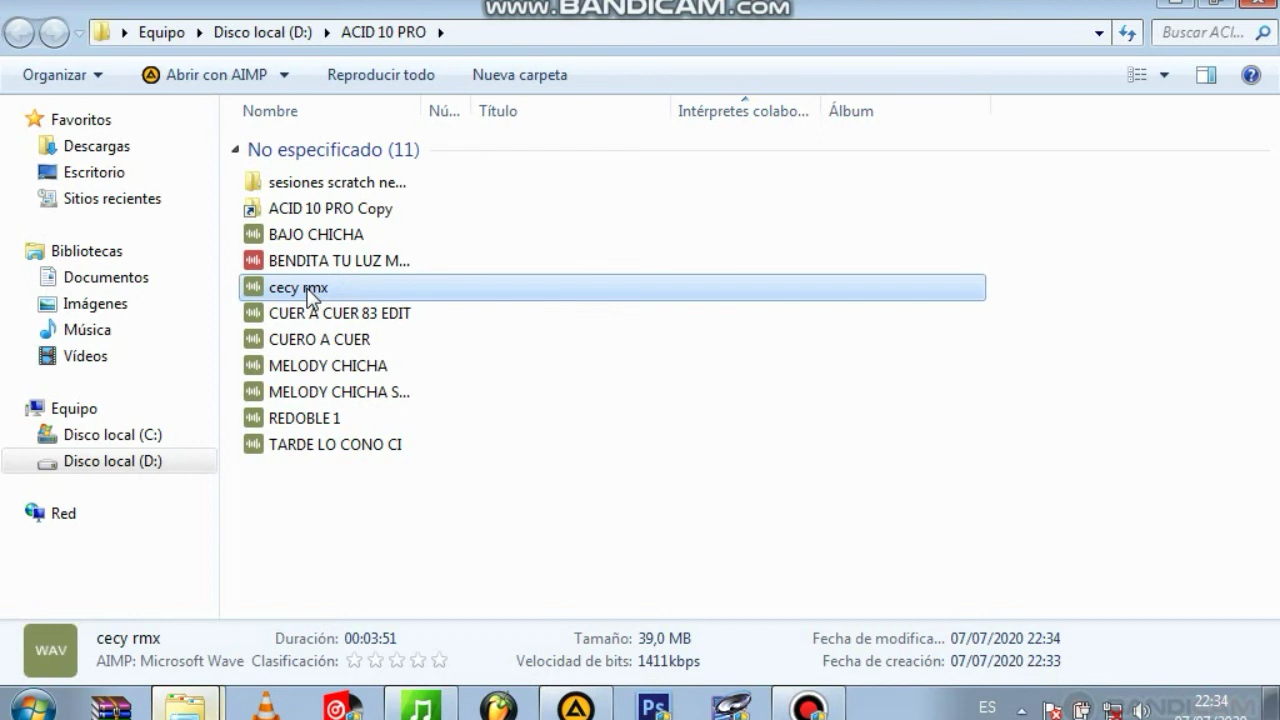 www.BANDICAM.com
Equipo Disco local (D:) ACID 10 PRO
Buscar ACI...
Organizar Abrir con AIMP Reproducir todo Nueva carpeta
Nombre Nú... Título Intérpretes colabo... Álbum
Favoritos
Descargas
Escritorio
Sitios recientes
Bibliotecas
Documentos
Imágenes
Música
Vídeos
Equipo
Disco local (C:)
Disco local (D:)
Red
No especificado (11)
sesiones scratch ne...
ACID 10 PRO Copy
BAJO CHICHA
BENDITA TU LUZ M...
cecy rmx
CUER A CUER 83 EDIT
CUERO A CUER
MELODY CHICHA
MELODY CHICHA S...
REDOBLE 1
TARDE LO CONO CI
WAV
cecy rmx Duración: 00:03:51 Tamaño: 39,0 MB Fecha de modifica... 07/07/2020 22:34
AIMP: Microsoft Wave Clasificación: Velocidad de bits: 1411kbps Fecha de creación: 07/07/2020 22:33
Ps
ES
22:34
07/07/2020
BANDICAM